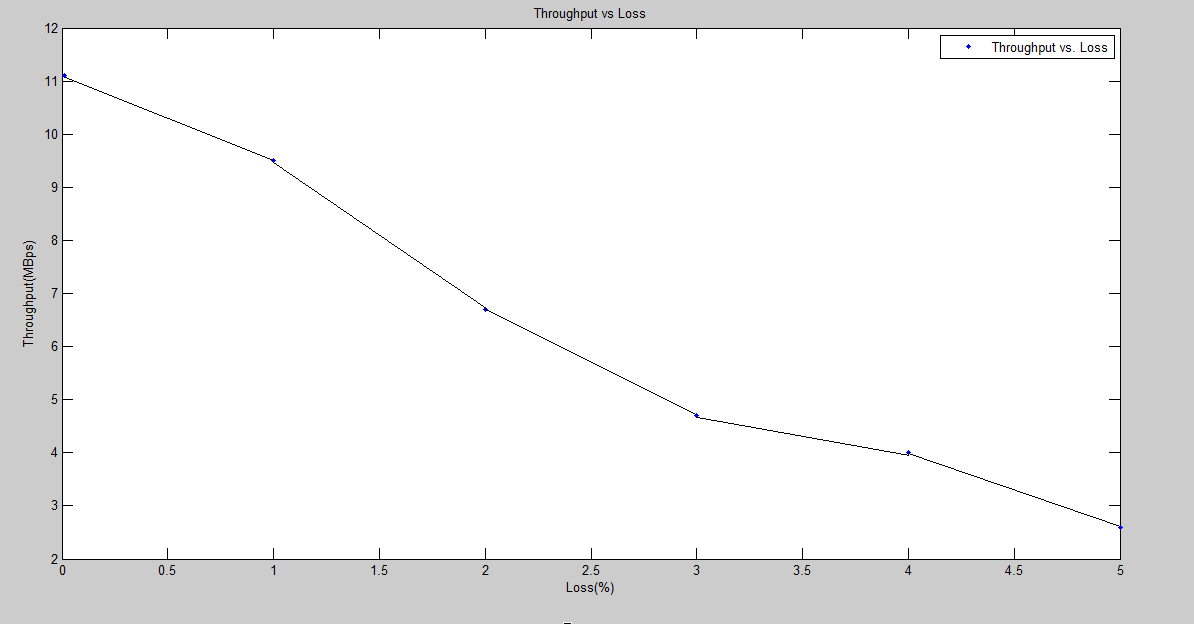 Throughput vs Loss
Throughput vs. Loss
12
11
10
9
8
7
6
5
4
3
2
Throughput(MBps)
0 0.5 1 1.5 2 2.5 3 3.5 4 4.5 5
Loss(%)